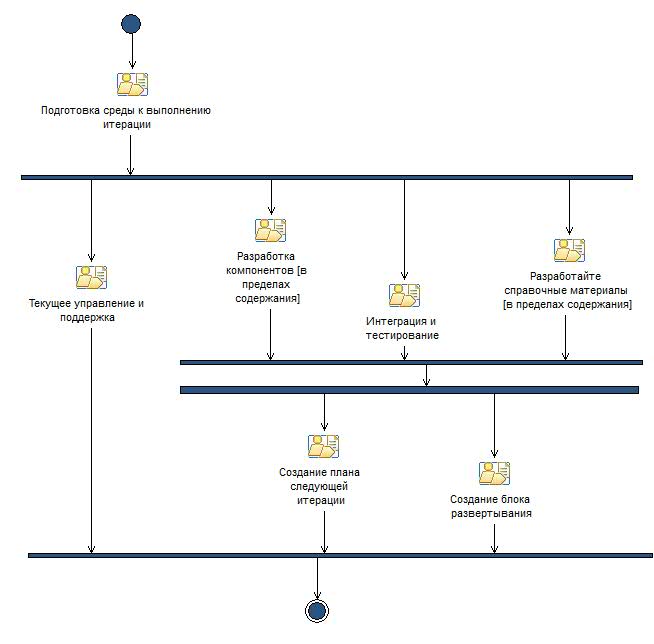 Подготовка среды к выполнению
итерации
Разработка
компонентов [в
пределах
содержания]
Разработайте
справочные материалы
[в пределах содержания]
Текущее управление и
поддержка
Интеграция и
тестирование
Создание плана
следующей
итерации
Создание блока
развертывания